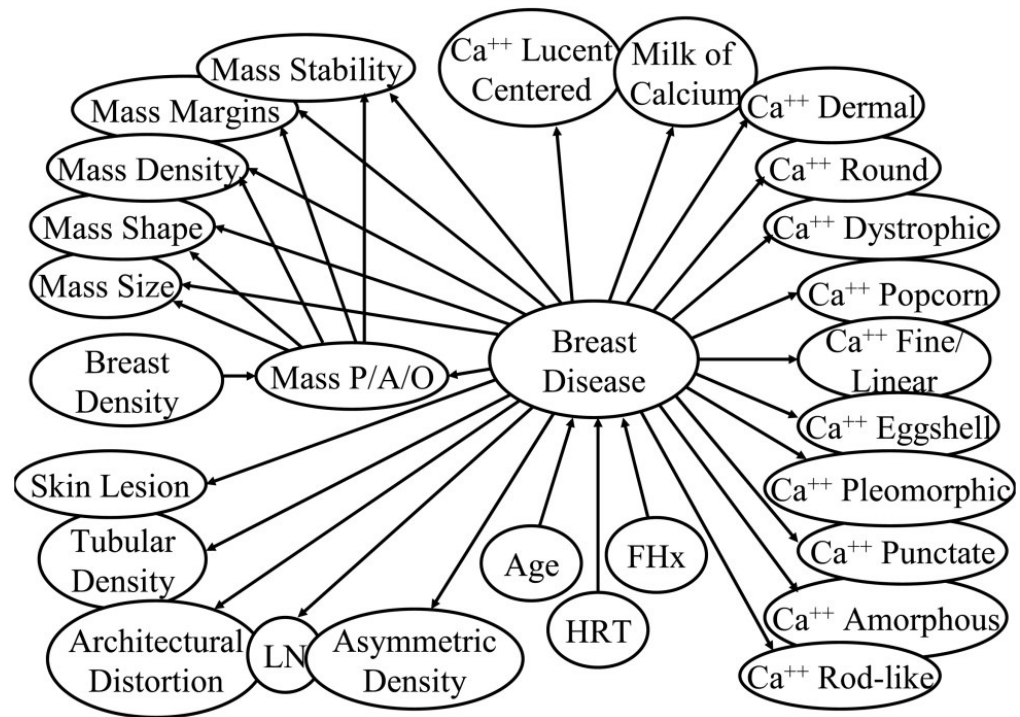 Mass Stability
Mass Margins
Mass Density
Mass Shape
Mass Size
Breast
Density
Mass P/A/O
Skin Lesion
Tubular
Density
Architectural
Distortion
LN
Asymmetric
Density
Breast
Disease
Age
HRT
FHx
Ca⁺⁺ Lucent
Centered
Milk of
Calcium
Ca⁺⁺ Dermal
Ca⁺⁺ Round
Ca⁺⁺ Dystrophic
Ca⁺⁺ Popcorn
Ca⁺⁺ Fine/
Linear
Ca⁺⁺ Eggshell
Ca⁺⁺ Pleomorphic
Ca⁺⁺ Punctate
Ca⁺⁺ Amorphous
Ca⁺⁺ Rod-like